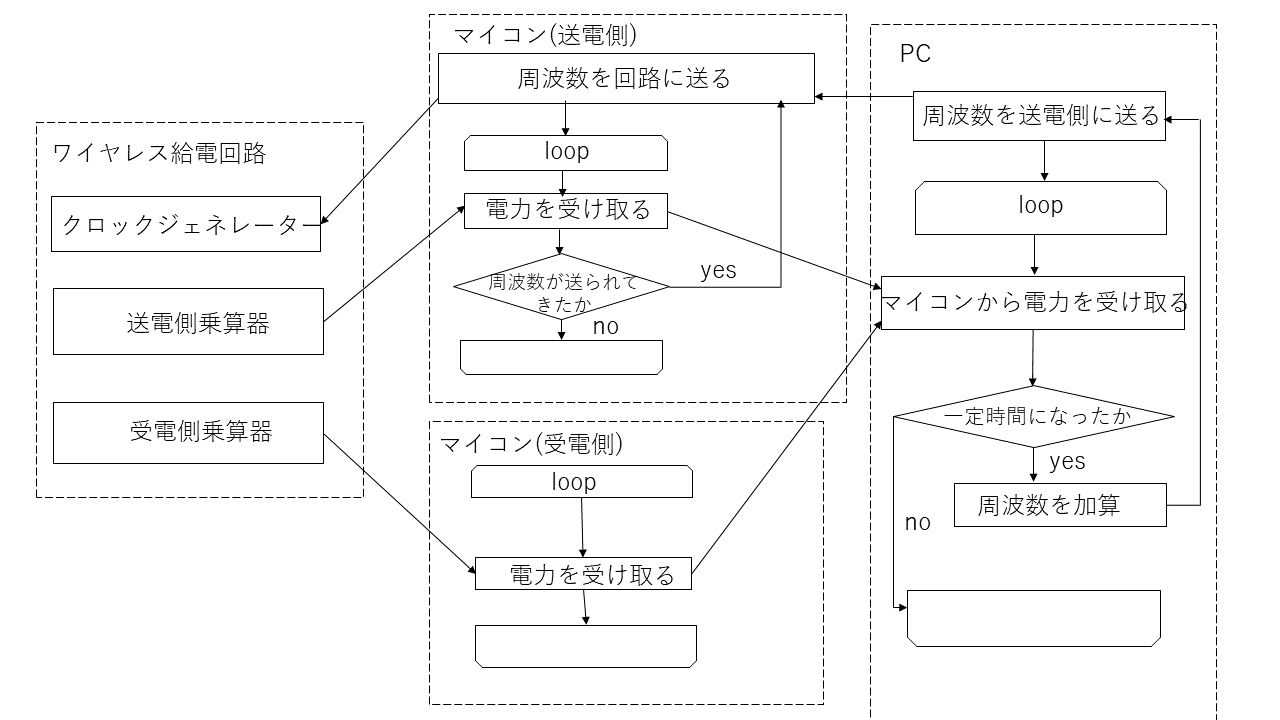 マイコン(送電側)
周波数を回路に送る
loop
電力を受け取る
周波数が送られて
きたか
yes
no
PC
周波数を送電側に送る
loop
マイコンから電力を受け取る
一定時間になったか
yes
周波数を加算
no
ワイヤレス給電回路
クロックジェネレーター
送電側乗算器
受電側乗算器
マイコン(受電側)
loop
電力を受け取る